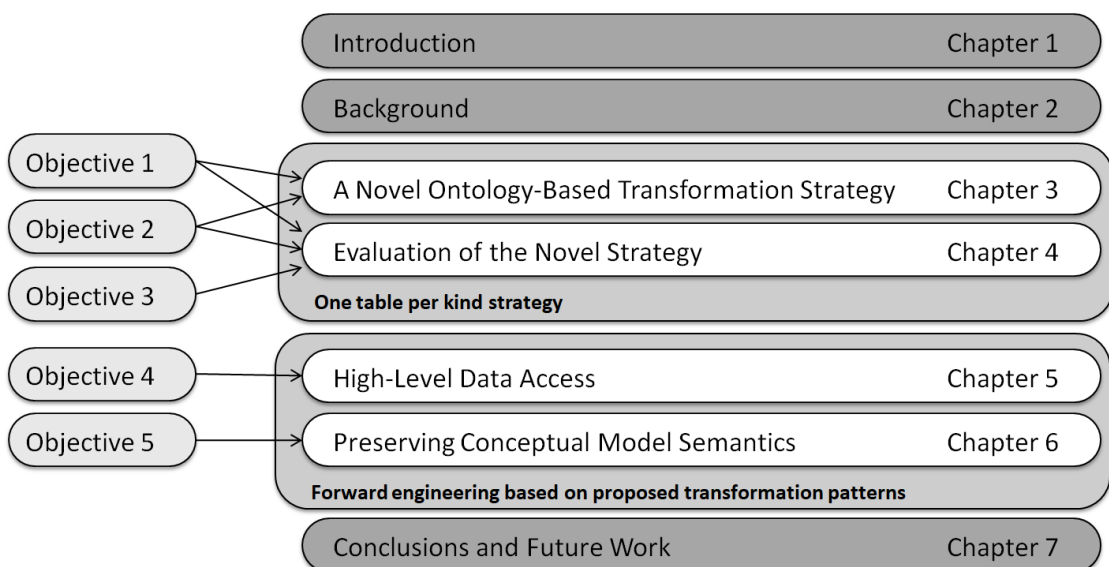 Introduction Chapter 1
Background Chapter 2
Objective 1
Objective 2
Objective 3
A Novel Ontology-Based Transformation Strategy Chapter 3
Evaluation of the Novel Strategy Chapter 4
One table per kind strategy
Objective 4
Objective 5
High-Level Data Access Chapter 5
Preserving Conceptual Model Semantics Chapter 6
Forward engineering based on proposed transformation patterns
Conclusions and Future Work Chapter 7